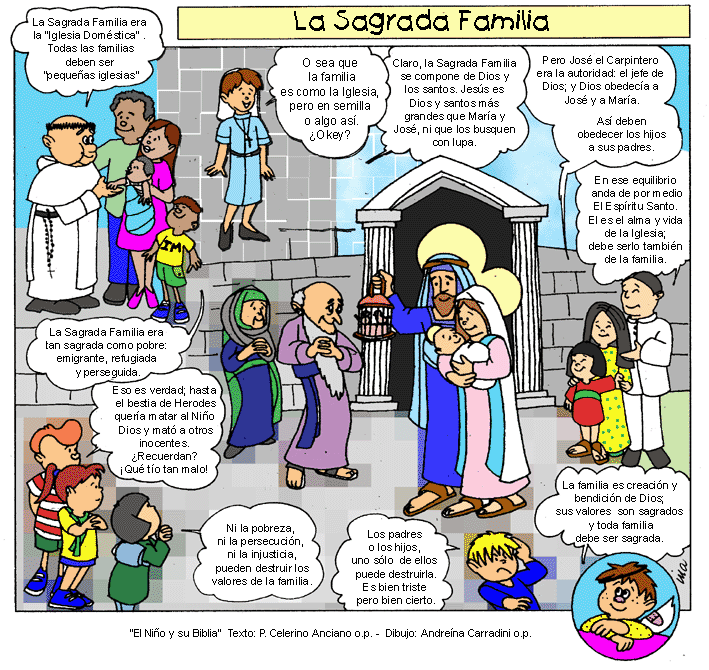 La Sagrada Familia
La Sagrada Familia era
la "Iglesia Doméstica" .
Todas las familias
deben ser
"pequeñas iglesias"
O sea que
la familia
es como la Iglesia,
pero en semilla
o algo así.
¿Okey?
Claro, la Sagrada Familia
se compone de Dios y
los santos. Jesús es
Dios y santos más
grandes que María y
José, ni que los busquen
con lupa.
Pero José el Carpintero
era la autoridad: el jefe de
Dios; y Dios obedecía a
José y a María.
Así deben
obedecer los hijos
a sus padres.
En ese equilibrio
anda de por medio
El Espíritu Santo.
El es el alma y vida
de la Iglesia;
debe serlo también
de la familia.
IMA
La Sagrada Familia era
tan sagrada como pobre:
emigrante, refugiada
y perseguida.
Eso es verdad; hasta
el bestia de Herodes
quería matar al Niño
Dios y mató a otros
inocentes.
¿Recuerdan?
¡Qué tío tan malo!
Ni la pobreza,
ni la persecución,
ni la injusticia,
pueden destruir los
valores de la familia.
Los padres
o los hijos,
uno sólo de ellos
puede destruirla.
Es bien triste
pero bien cierto.
La familia es creación y
bendición de Dios;
sus valores son sagrados
y toda familia
debe ser sagrada.
"El Niño y su Biblia" Texto: P. Celerino Anciano o.p. - Dibujo: Andreína Carradini o.p.